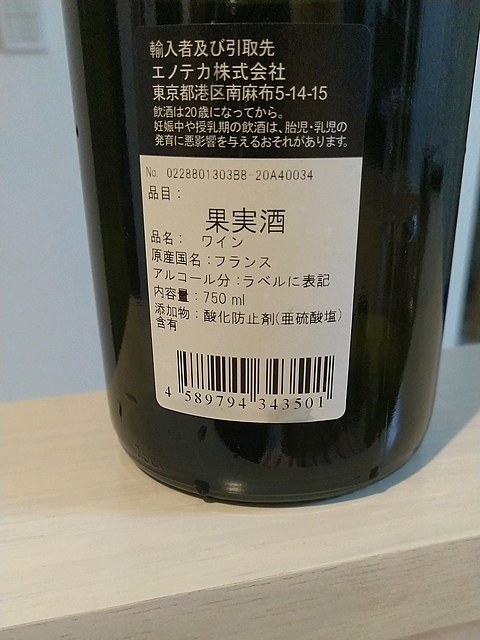 輸入者及び引取先
エノテカ株式会社
東京都港区南麻布5-14-15
飲酒は20歳になってから。
妊娠中や授乳期の飲酒は、胎児・乳児の
発育に悪影響を与えるおそれがあります。
No. 0228801303B8-20A40034
品目：
果実酒
品名： ワイン
原産国名：フランス
アルコール分：ラベルに表記
内容量：750 ml
添加物：酸化防止剤(亜硫酸塩)
含有
4 589794 343501